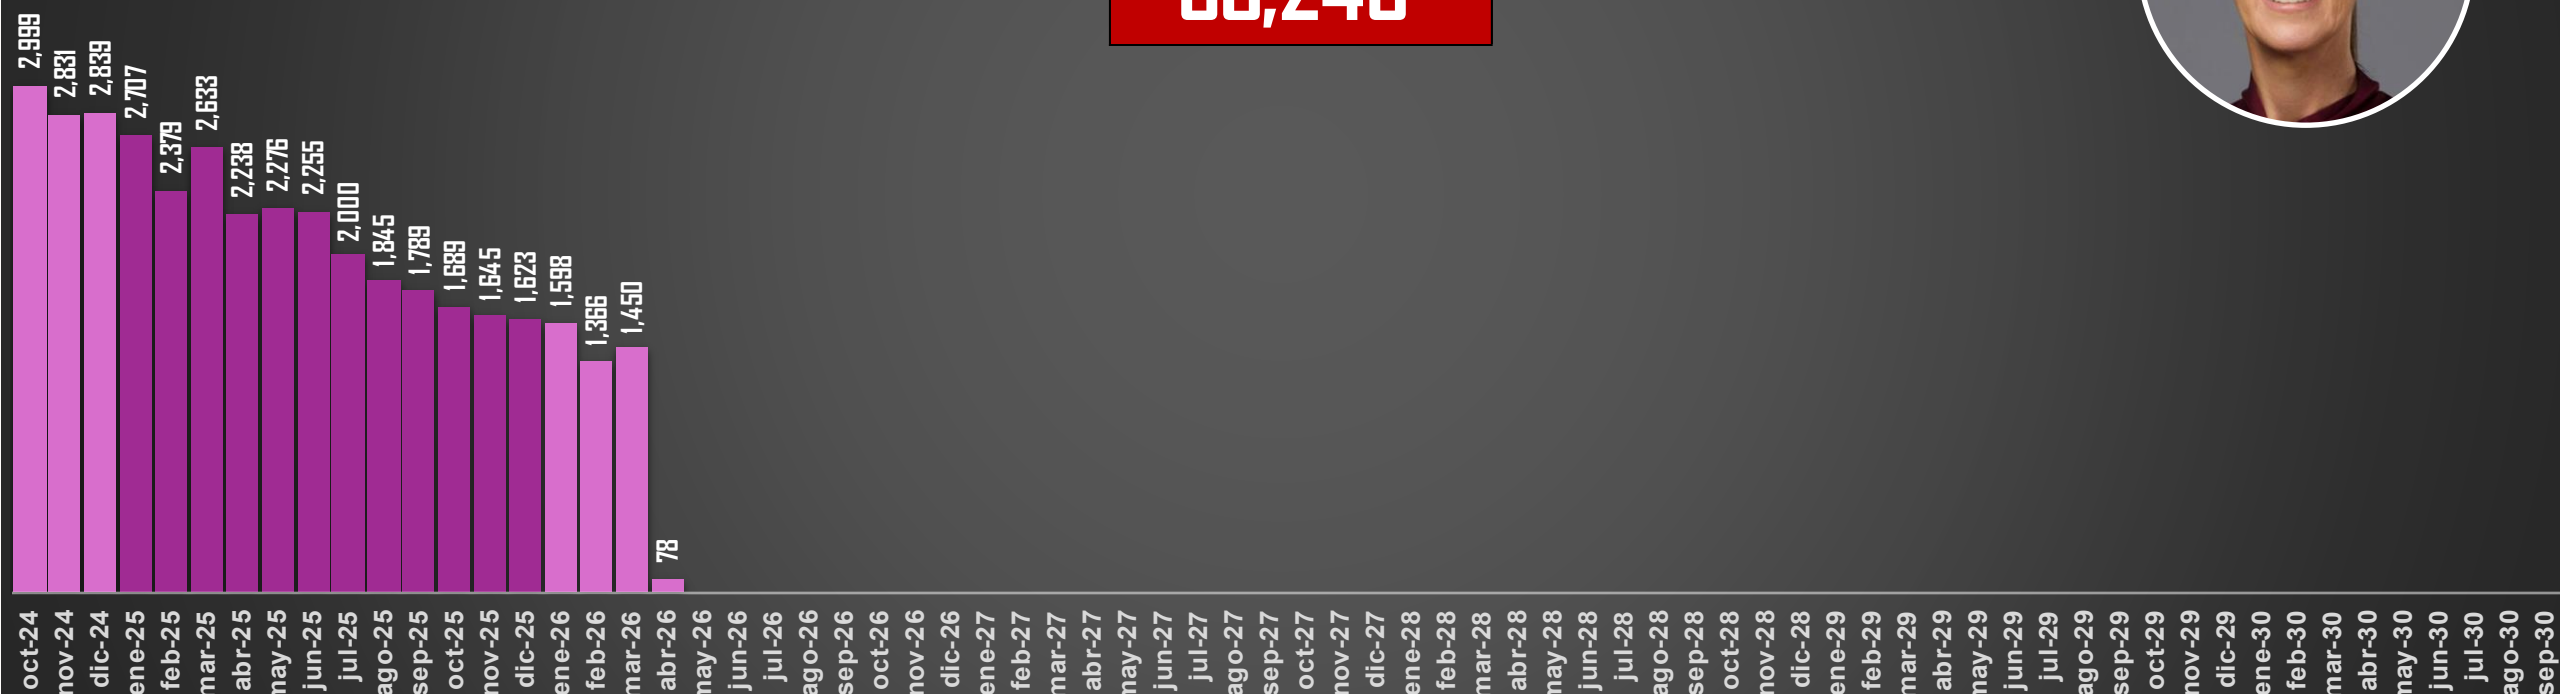 38,240
2,999
2,831
2,839
2,707
2,379
2,633
2,238
2,276
2,255
2,000
1,845
1,789
1,689
1,645
1,623
1,598
1,366
1,450
78
oct-24
nov-24
dic-24
ene-25
feb-25
mar-25
abr-25
may-25
jun-25
jul-25
ago-25
sep-25
oct-25
nov-25
dic-25
ene-26
feb-26
mar-26
abr-26
may-26
jun-26
jul-26
ago-26
sep-26
oct-26
nov-26
dic-26
ene-27
feb-27
mar-27
abr-27
may-27
jun-27
jul-27
ago-27
sep-27
oct-27
nov-27
dic-27
ene-28
feb-28
mar-28
abr-28
may-28
jun-28
jul-28
ago-28
sep-28
oct-28
nov-28
dic-28
ene-29
feb-29
mar-29
abr-29
may-29
jun-29
jul-29
ago-29
sep-29
oct-29
nov-29
dic-29
ene-30
feb-30
mar-30
abr-30
may-30
jun-30
jul-30
ago-30
sep-30